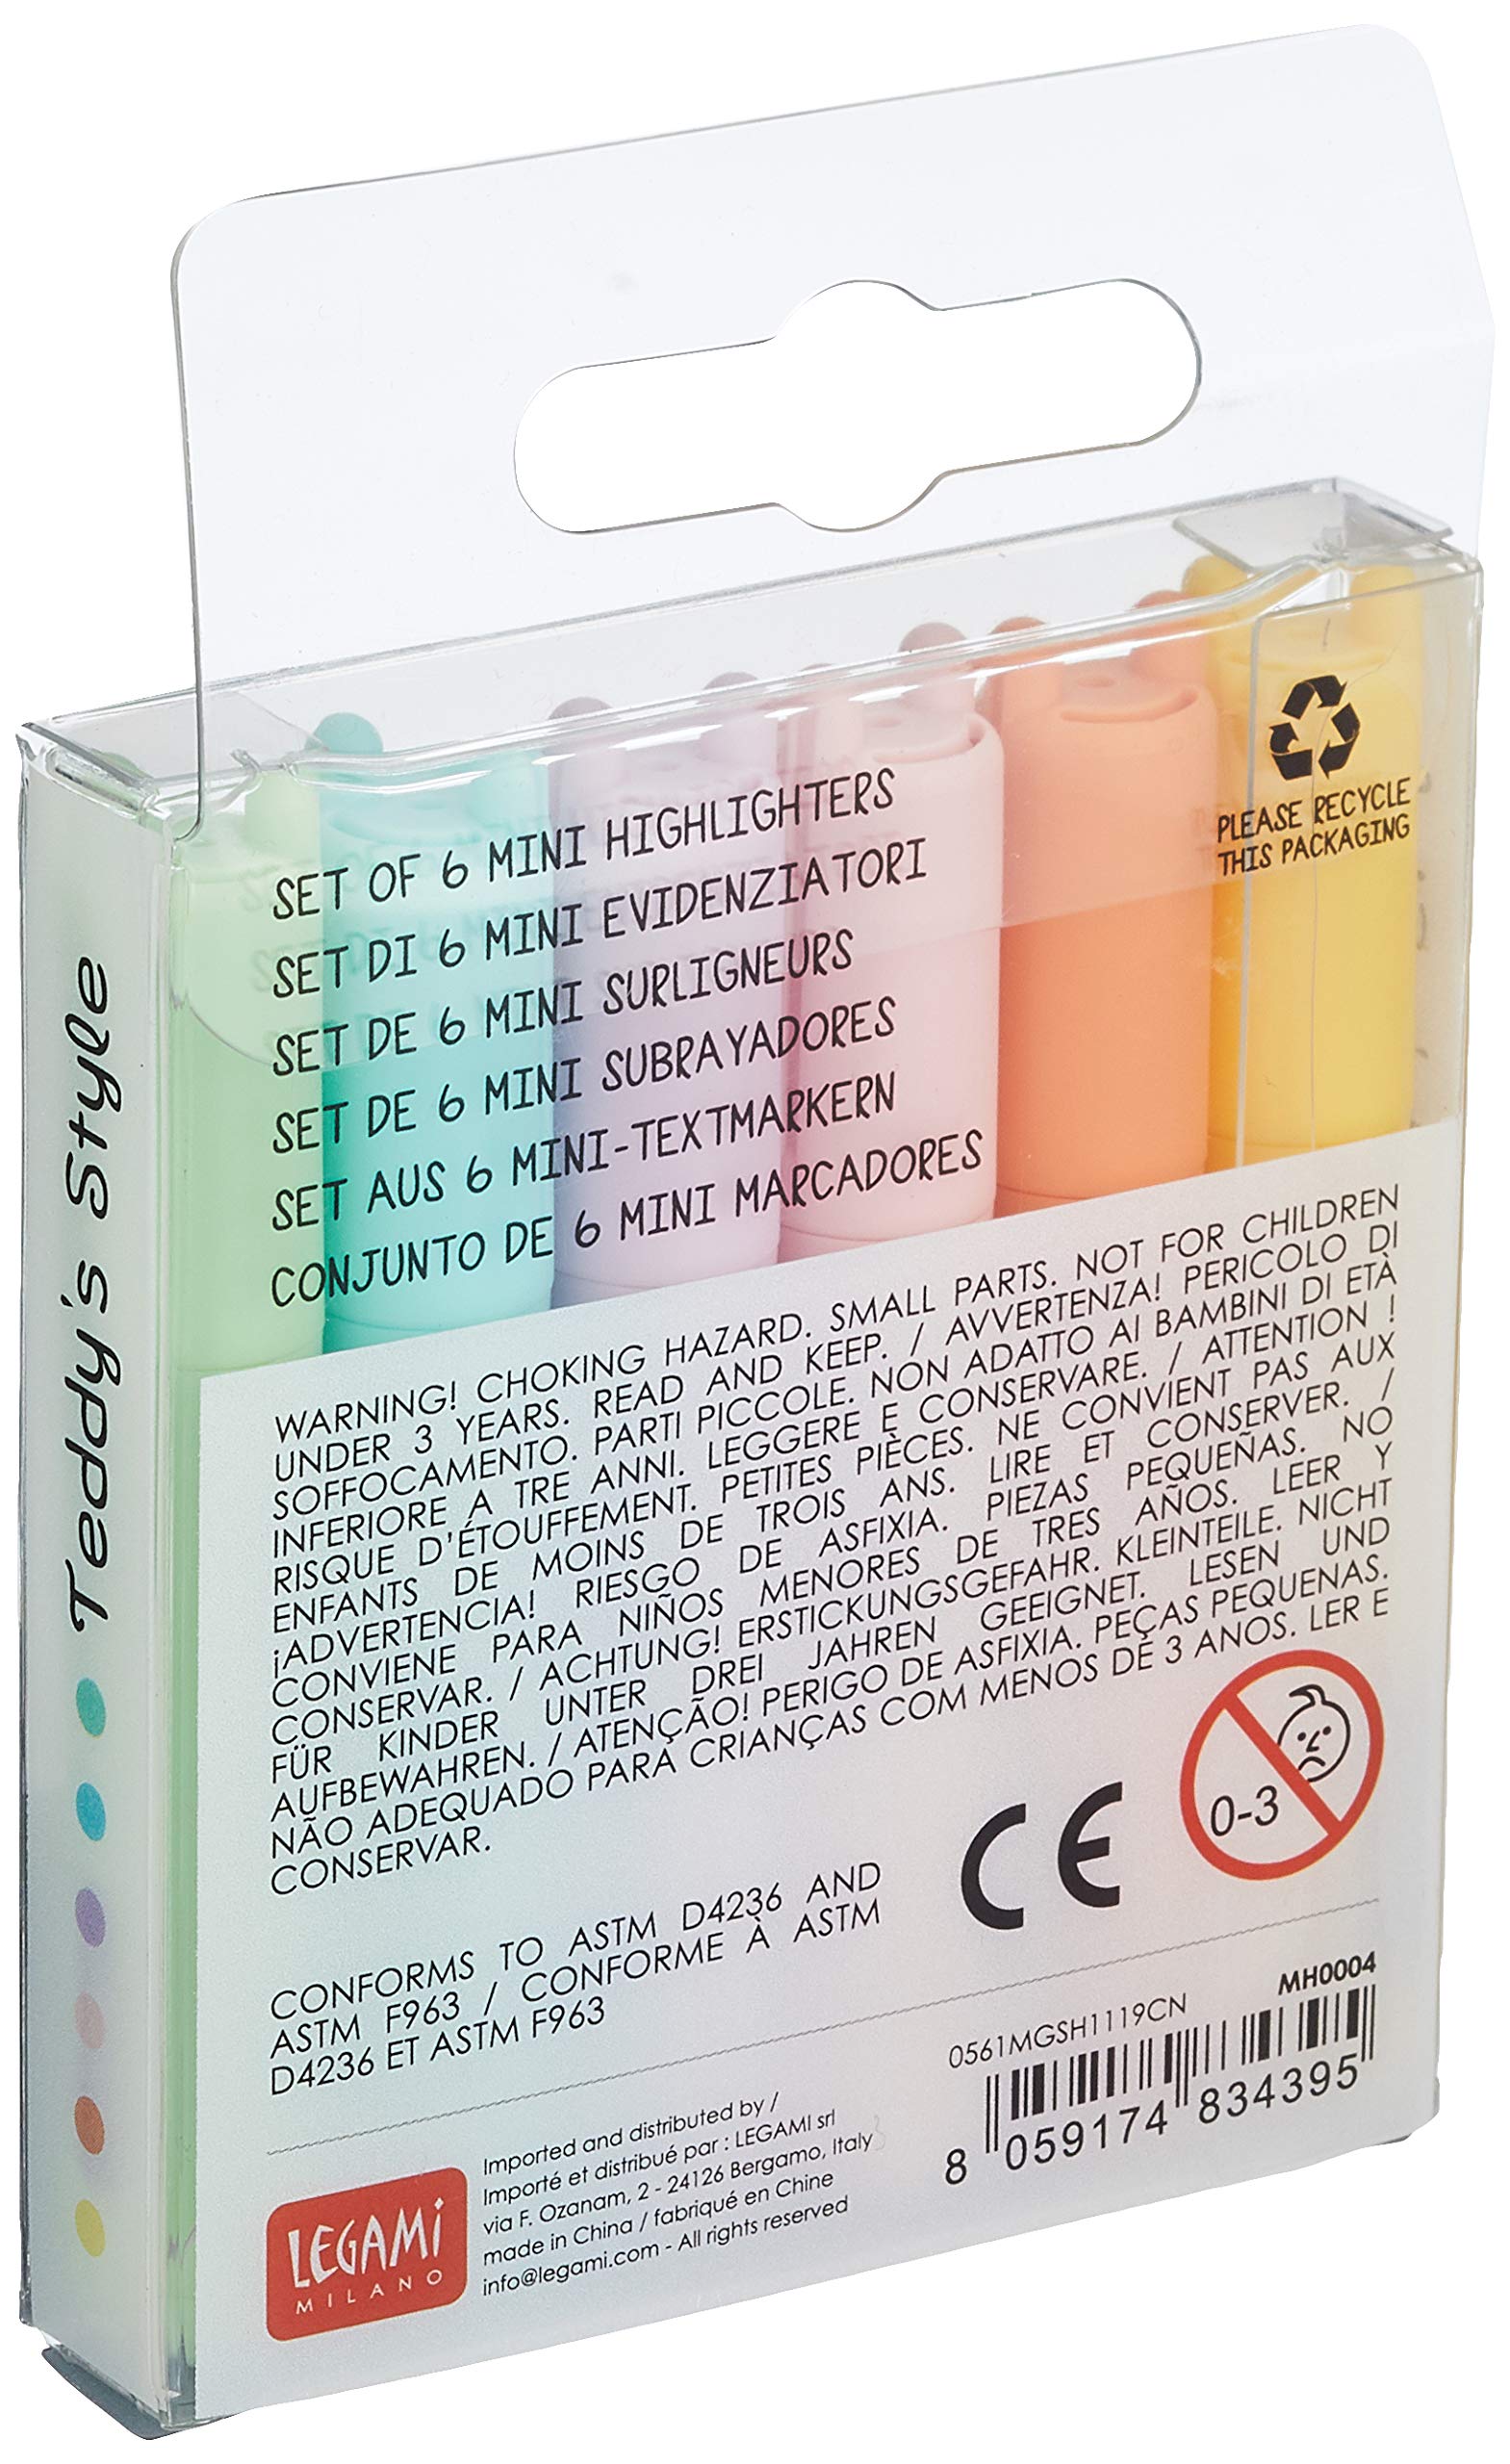 Teddy's Style
SET OF 6 MINI HIGHLIGHTERS
SET DI 6 MINI EVIDENZIATORI
SET DE 6 MINI SURLIGNEURS
SET DE 6 MINI SUBRAYADORES
SET AUS 6 MINI-TEXTMARKERN
CONJUNTO DE 6 MINI MARCADORES
PLEASE RECYCLE
THIS PACKAGING
WARNING! CHOKING HAZARD. SMALL PARTS. NOT FOR CHILDREN
UNDER 3 YEARS. READ AND KEEP. / AVVERTENZA! PERICOLO DI
SOFFOCAMENTO. PARTI PICCOLE. NON ADATTO AI BAMBINI DI ETÀ
INFERIORE A TRE ANNI. LEGGERE E CONSERVARE. / ATTENTION !
RISQUE D'ÉTOUFFEMENT. PETITES PIÈCES. NE CONVIENT PAS AUX
ENFANTS DE MOINS DE TROIS ANS. LIRE ET CONSERVER. /
¡ADVERTENCIA! RIESGO DE ASFIXIA. PIEZAS PEQUEÑAS. NO
CONVIENE PARA NIÑOS MENORES DE TRES AÑOS. LEER Y
CONSERVAR. / ACHTUNG! ERSTICKUNGSGEFAHR. KLEINTEILE. NICHT
FÜR KINDER UNTER DREI JAHREN GEEIGNET. LESEN UND
AUFBEWAHREN. / ATENÇÃO! PERIGO DE ASFIXIA. PEÇAS PEQUENAS.
NÃO ADEQUADO PARA CRIANÇAS COM MENOS DE 3 ANOS. LER E
CONSERVAR.
CE
0-3
CONFORMS TO ASTM D4236 AND
ASTM F963 / CONFORME À ASTM
D4236 ET ASTM F963
MH0004
0561MGSH1119CN
8 059174 834395
LEGAMI
MILANO
Imported and distributed by /
Importé et distribué par : LEGAMI srl
via F. Ozanam, 2 - 24126 Bergamo, Italy
made in China / fabriqué en Chine
info@legami.com - All rights reserved